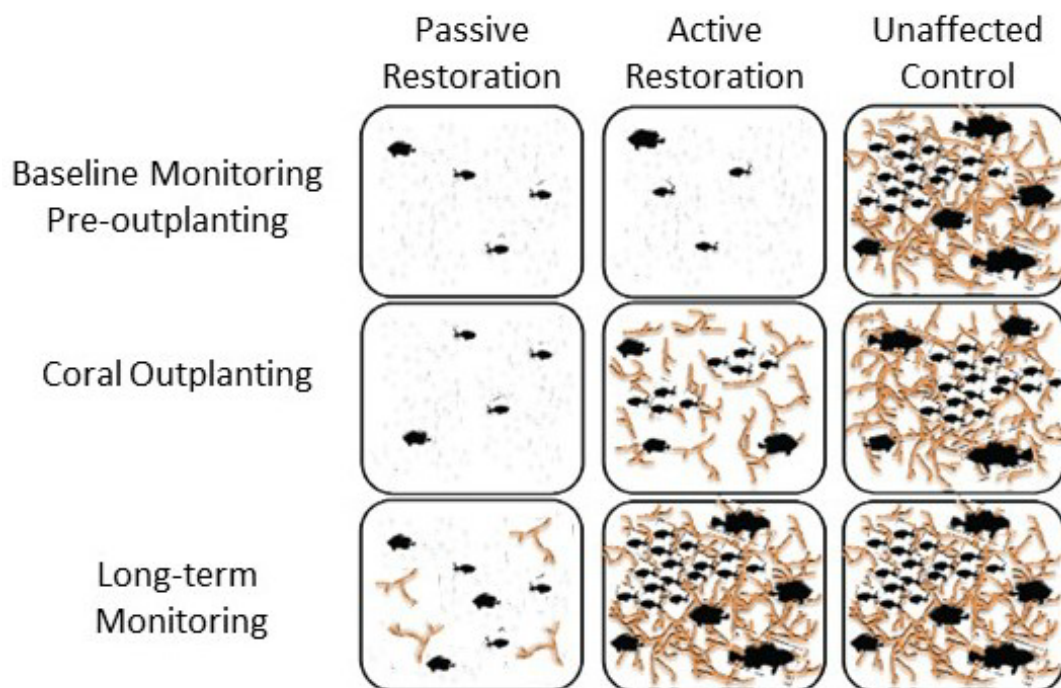 Passive
Restoration
Active
Restoration
Unaffected
Control
Baseline Monitoring
Pre-outplanting
Coral Outplanting
Long-term
Monitoring